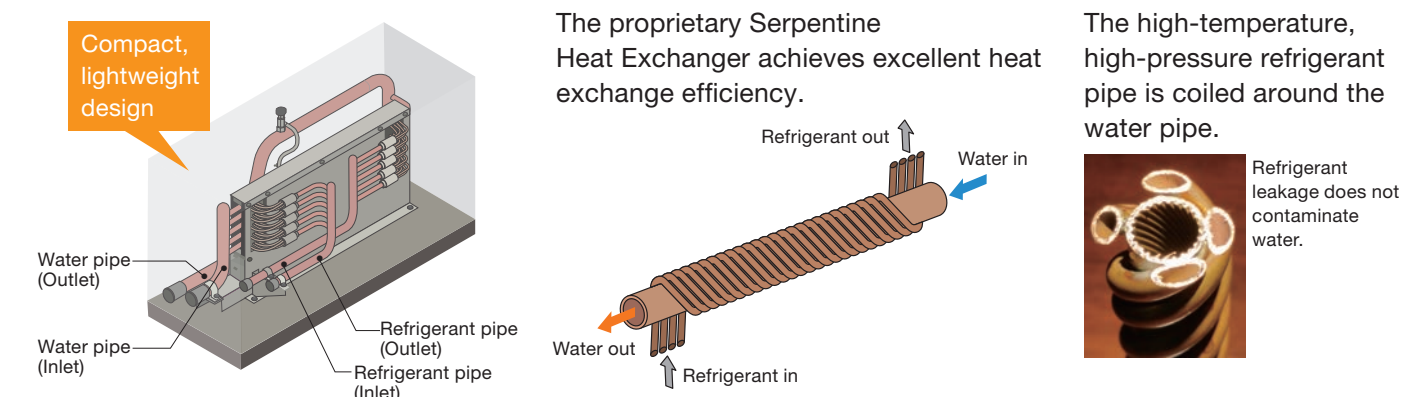 Compact,
lightweight
design
Water pipe
(Outlet)
Water pipe
(Inlet)
Refrigerant pipe
(Outlet)
Refrigerant pipe
(Inlet)
The proprietary Serpentine
Heat Exchanger achieves excellent heat
exchange efficiency.
Refrigerant out
Water in
Water out
Refrigerant in
The high-temperature,
high-pressure refrigerant
pipe is coiled around the
water pipe.
Refrigerant
leakage does not
contaminate
water.